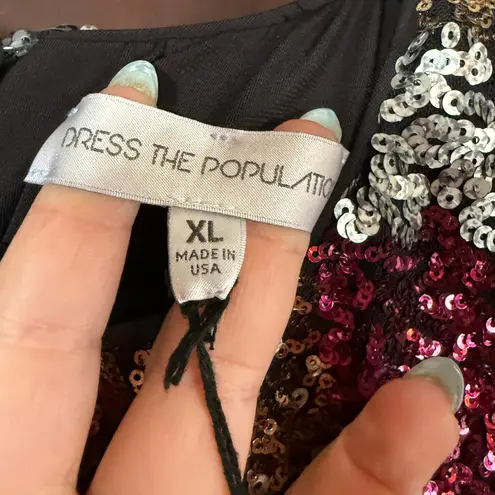 DRESS THE POPULATIO
XL
MADE IN
USA